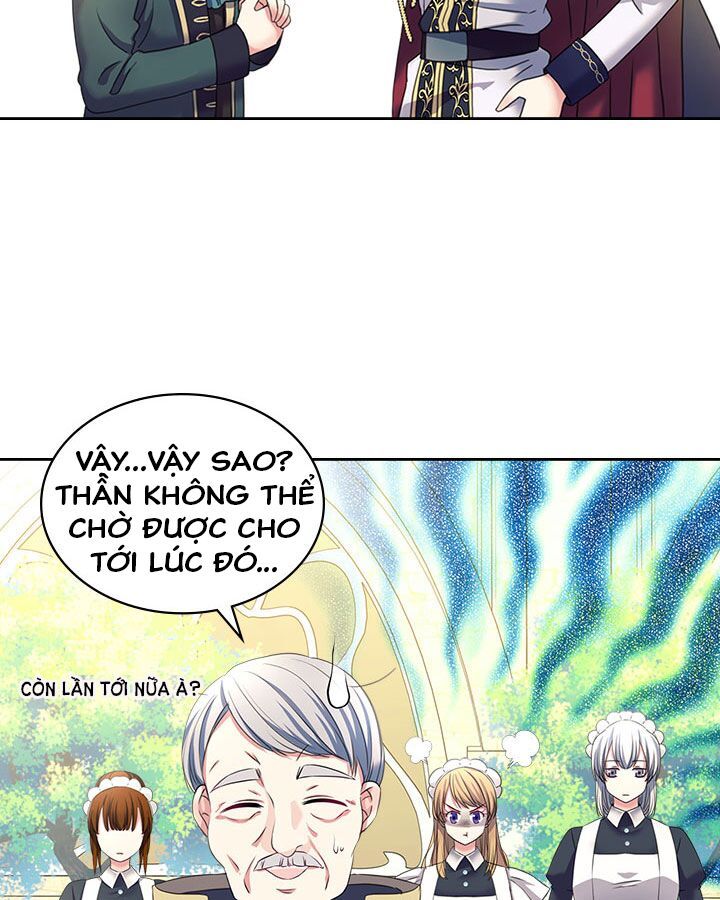 VẬY...VẬY SAO?
THẦN KHÔNG THỂ
CHỜ ĐƯỢC CHO
TỚI LÚC ĐÓ...
CÒN LẦN TỚI NỮA À?